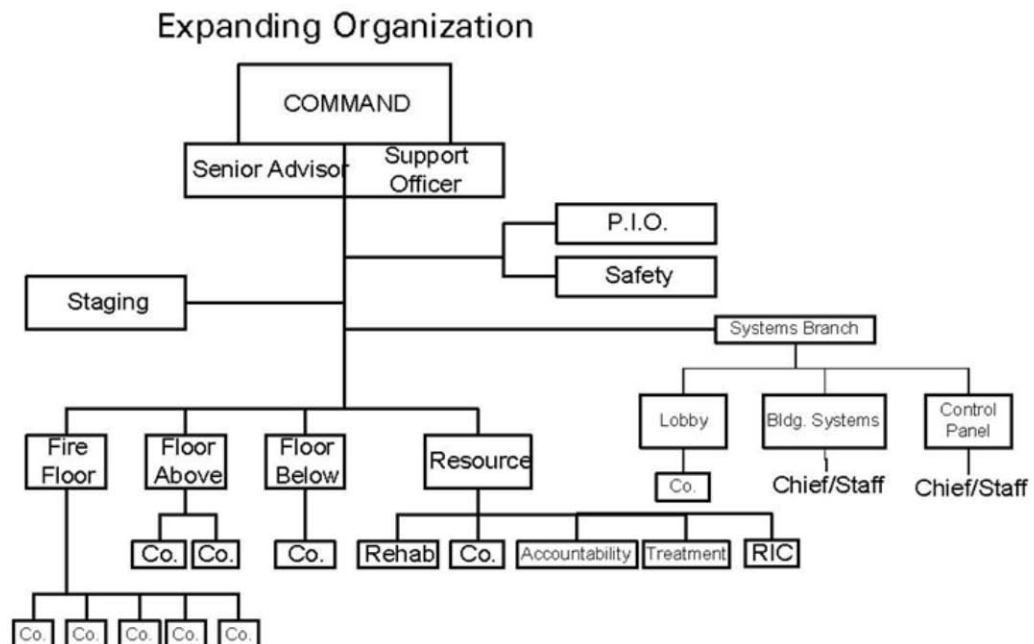 Expanding Organization
COMMAND
Senior Advisor
Support
Officer
P.I.O.
Safety
Staging
Systems Branch
Lobby
Bldg. Systems
Control
Panel
Co.
Chief/Staff
Chief/Staff
Fire
Floor
Floor
Above
Floor
Below
Resource
Co.
Co.
Co.
Rehab
Co.
Accountability
Treatment
RIC
Co.
Co.
Co.
Co.
Co.